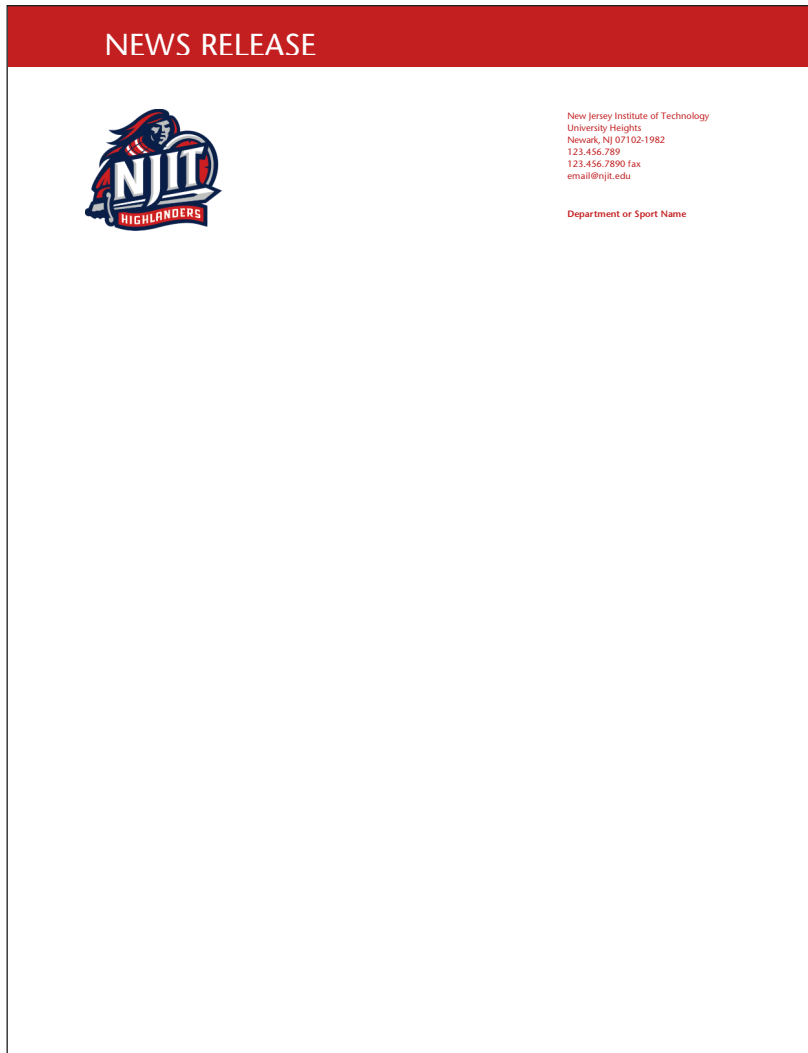 NEWS RELEASE
NJIT
HIGHLANDERS
New Jersey Institute of Technology
University Heights
Newark, NJ 07102-1982
123.456.789
123.456.7890 fax
email@njit.edu
Department or Sport Name